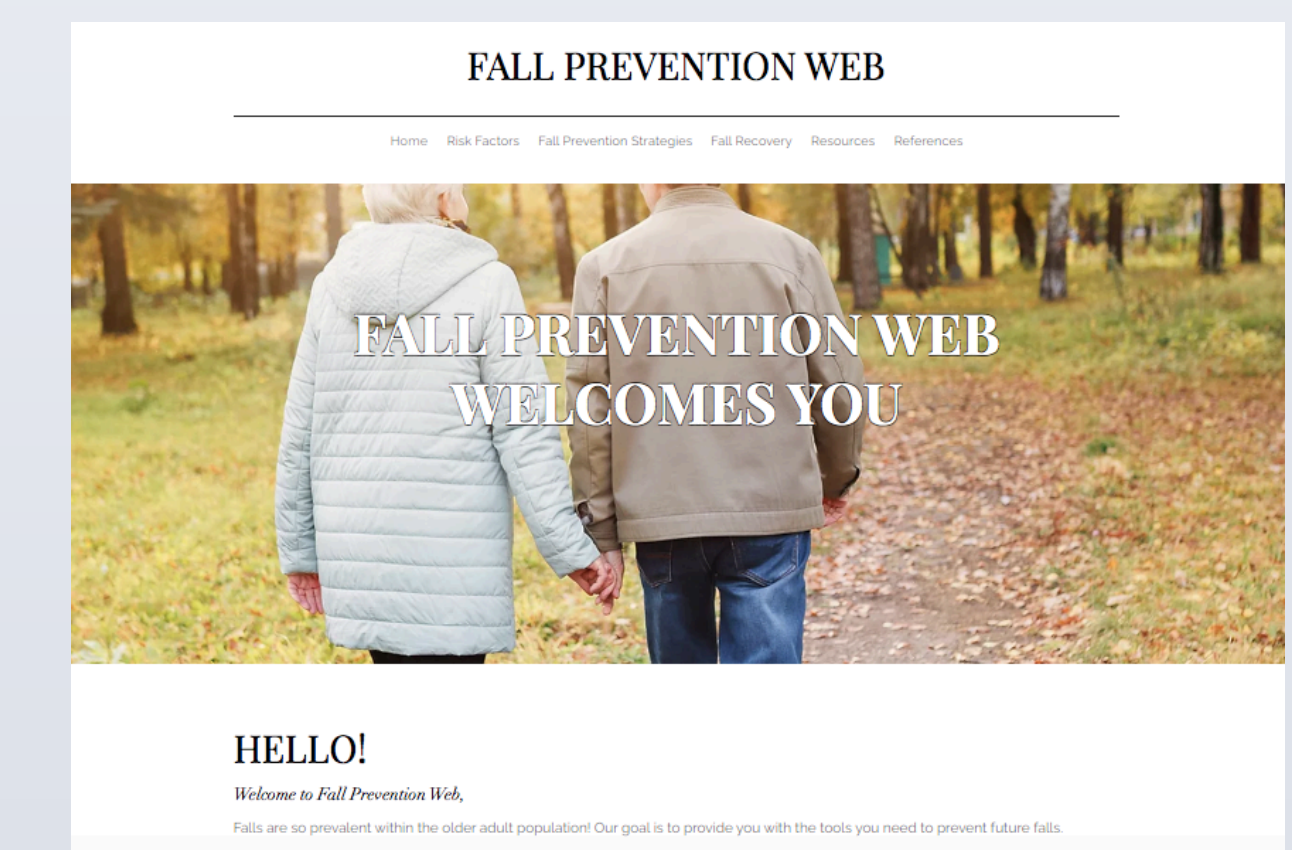 FALL PREVENTION WEB
Home Risk Factors Fall Prevention Strategies Fall Recovery Resources References
FALL PREVENTION WEB
WELCOMES YOU
HELLO!
Welcome to Fall Prevention Web,
Falls are so prevalent within the older adult population! Our goal is to provide you with the tools you need to prevent future falls.